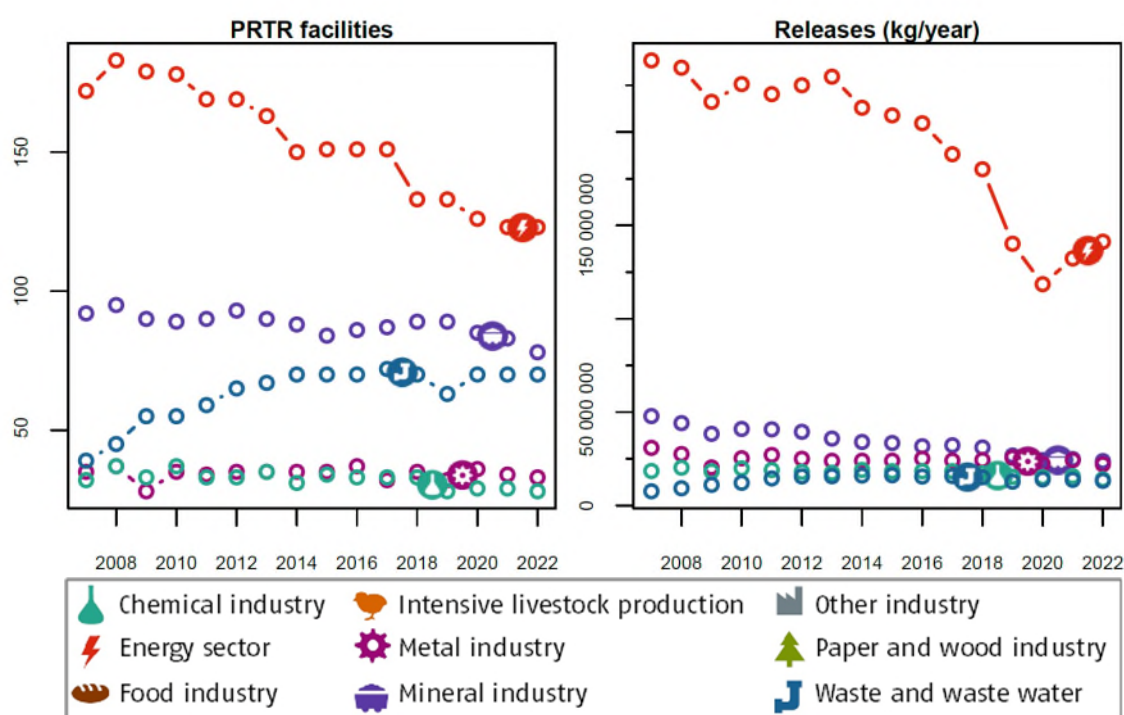 PRTR facilities
Releases (kg/year)
150
100
50
150 000 000
50 000 000
0
2008 2010 2012 2014 2016 2018 2020 2022
2008 2010 2012 2014 2016 2018 2020 2022
Chemical industry Intensive livestock production Other industry
Energy sector Metal industry Paper and wood industry
Food industry Mineral industry Waste and waste water